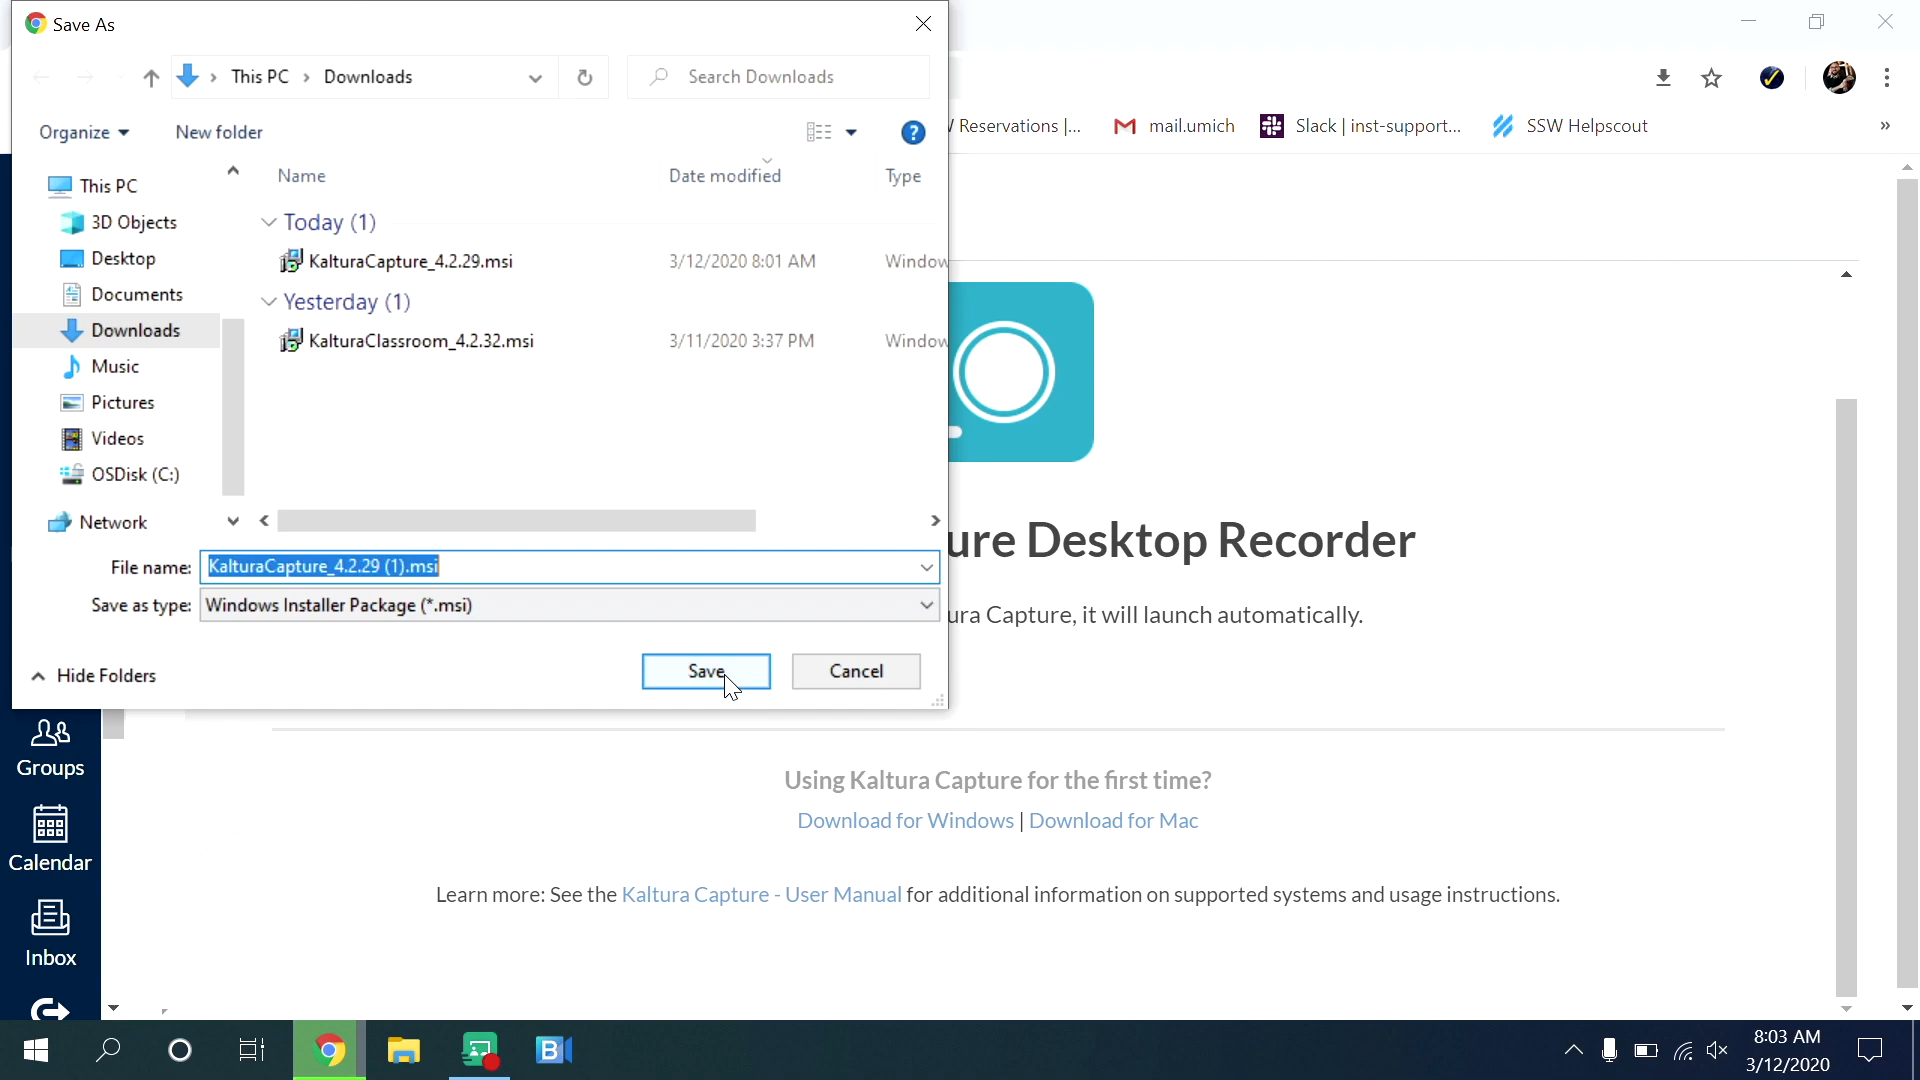 Save As
This PC
Downloads
Search Downloads
Reservations |...
mail.umich
Slack | inst-support...
SSW Helpscout
»
Organize
New folder
?
Name
Date modified
Type
This PC
3D Objects
Desktop
Documents
Downloads
Music
Pictures
Videos
OSDisk (C:)
Network
Today (1)
KalturaCapture_4.2.29.msi
3/12/2020 8:01 AM
Window
Yesterday (1)
KalturaClassroom_4.2.32.msi
3/11/2020 3:37 PM
Window
File name:
KalturaCapture_4.2.29 (1).msi
Save as type:
Windows Installer Package (*.msi)
Hide Folders
Save
Cancel
ure Desktop Recorder
ura Capture, it will launch automatically.
Using Kaltura Capture for the first time?
Download for Windows | Download for Mac
Learn more: See the Kaltura Capture - User Manual for additional information on supported systems and usage instructions.
Groups
Calendar
Inbox
B
8:03 AM
3/12/2020